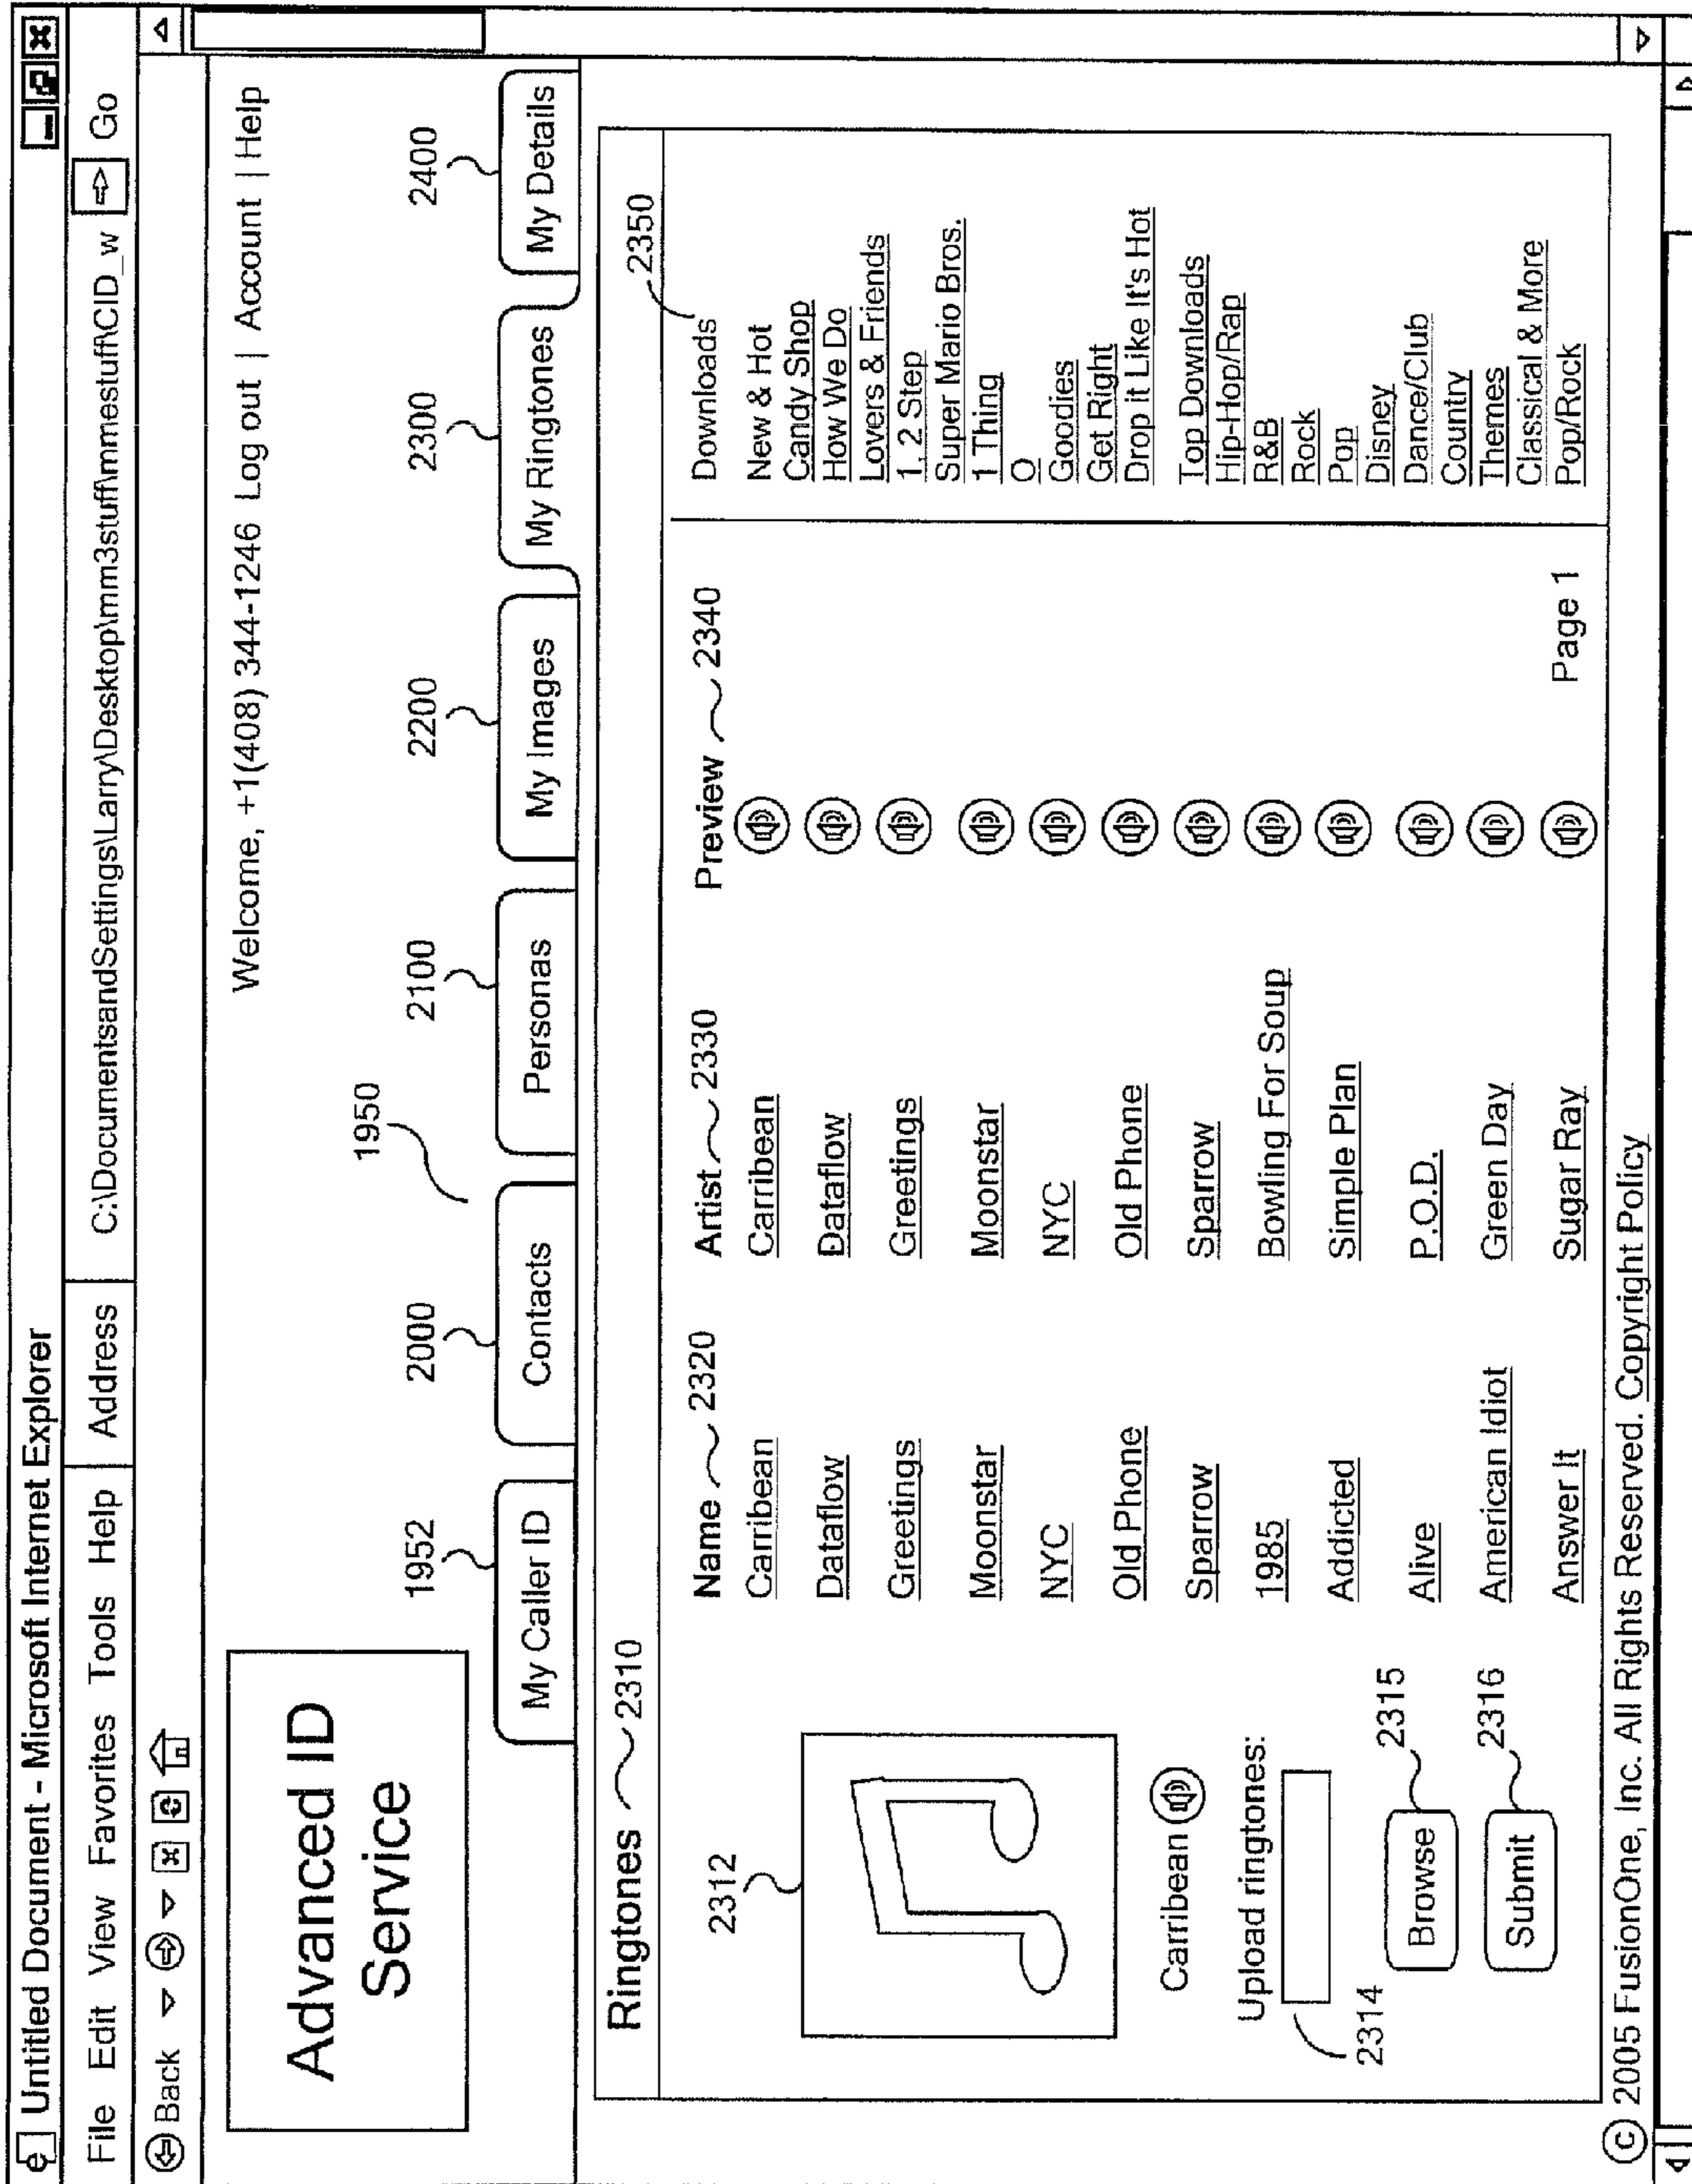 Untitled Document - Microsoft Internet Explorer
File Edit View Favorites Tools Help Address C:\DocumentsandSettings\Larry\Desktop\mm3stuff\mmestuff\CID_w Go
Back
Welcome, +1(408) 344-1246 Log out | Account | Help
Advanced ID
Service
1950
1952 2000 2100 2200 2300 2400
My Caller ID Contacts Personas My Images My Ringtones My Details
Ringtones 2310
2350
2312
Name 2320 Artist 2330 Preview 2340 Downloads
Carribean Carribean
Dataflow Dataflow
Greetings Greetings
Moonstar Moonstar
NYC NYC
Old Phone Old Phone
Sparrow Sparrow
1985 Bowling For Soup
Addicted Simple Plan
Alive P.O.D.
American Idiot Green Day
Answer It Sugar Ray
Page 1
New & Hot
Candy Shop
How We Do
Lovers & Friends
1, 2 Step
Super Mario Bros.
1 Thing
O
Goodies
Get Right
Drop It Like It's Hot
Top Downloads
Hip-Hop/Rap
R&B
Rock
Pop
Disney
Dance/Club
Country
Themes
Classical & More
Pop/Rock
Carribean
Upload ringtones:
2314
Browse 2315
Submit 2316
© 2005 FusionOne, Inc. All Rights Reserved. Copyright Policy